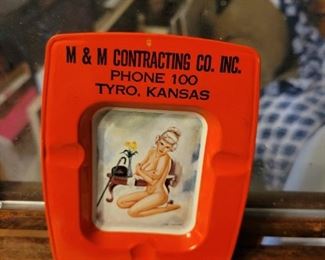 M & M CONTRACTING CO. INC.
PHONE 100
TYRO, KANSAS